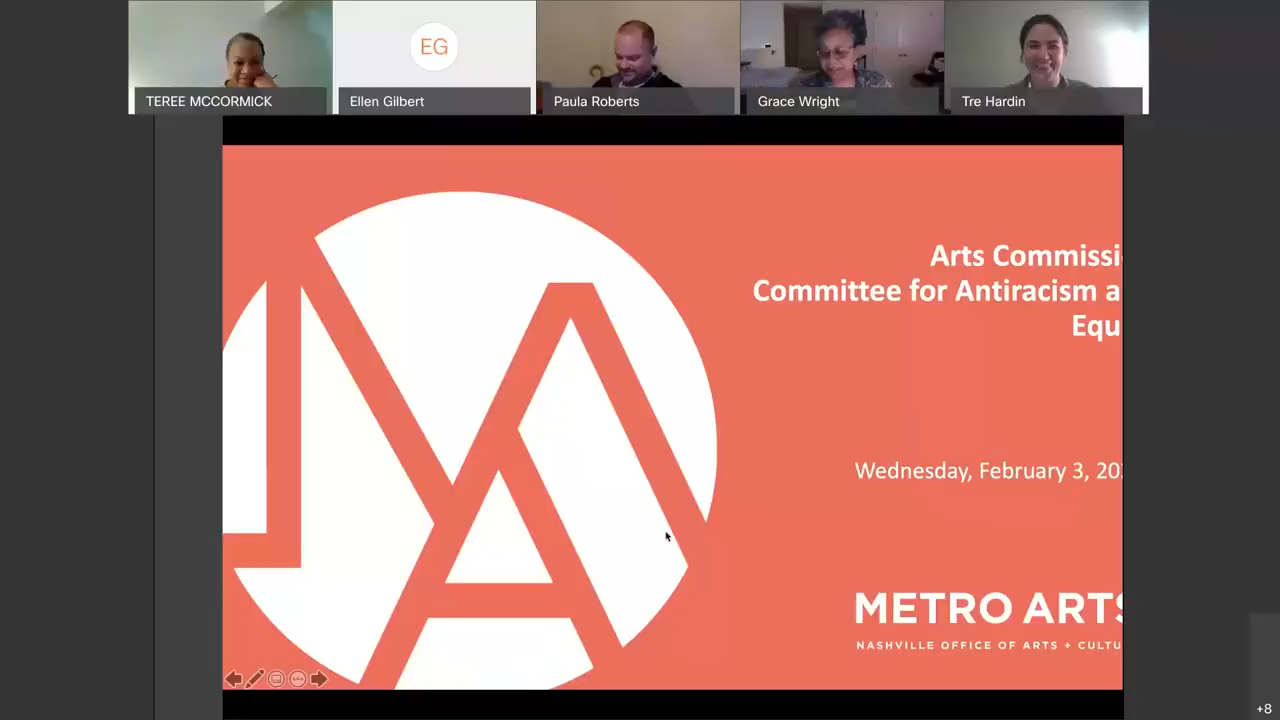 TEREE MCCORMICK
EG
Ellen Gilbert
Paula Roberts
Grace Wright
Tre Hardin
Arts Commissi
Committee for Antiracism a
Equ
Wednesday, February 3, 20
METRO ARTS
NASHVILLE OFFICE OF ARTS + CULTU
+8